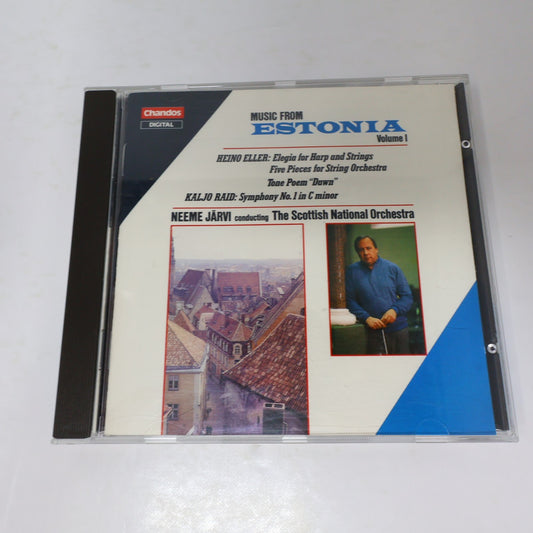 Chandos
DIGITAL
MUSIC FROM
ESTONIA
Volume 1
HEINO ELLER: Elegia for Harp and Strings
Five Pieces for String Orchestra
Tone Poem "Dawn"
KALJO RAID: Symphony No. 1 in C minor
NEEME JÄRVI conducting The Scottish National Orchestra